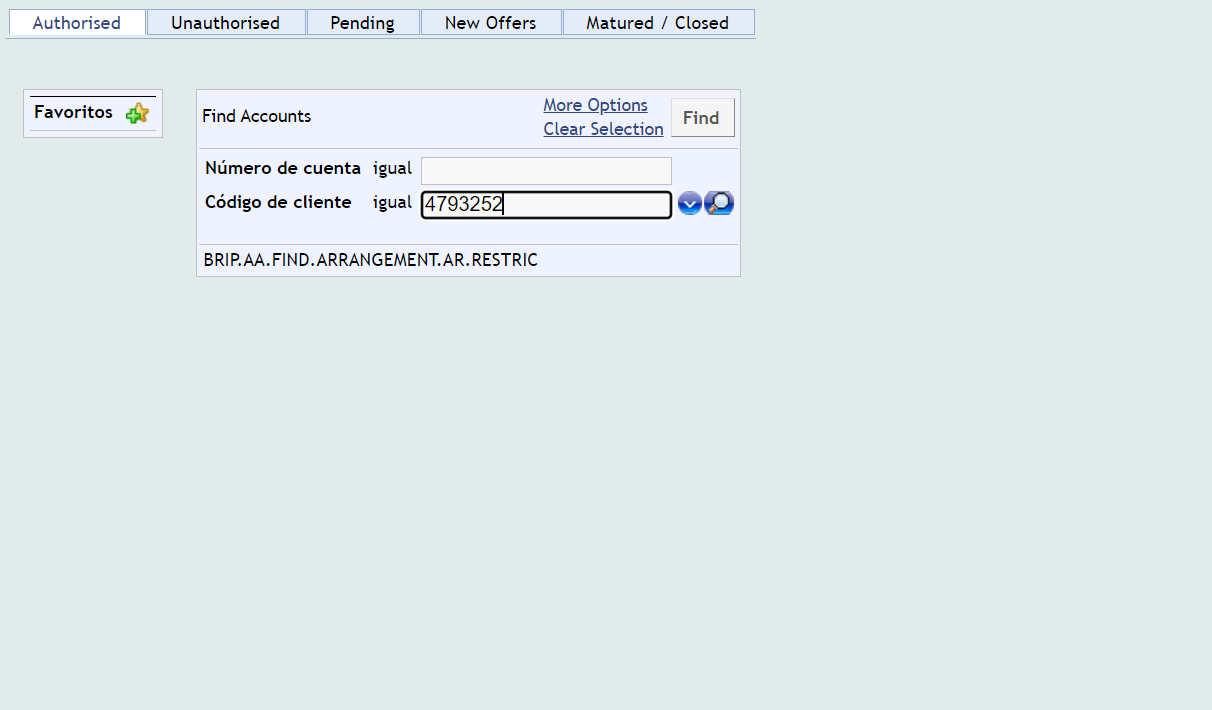 Authorised Unauthorised Pending New Offers Matured / Closed
Favoritos
Find Accounts
More Options
Clear Selection
Find
Número de cuenta igual
Código de cliente igual 4793252
BRIP.AA.FIND.ARRANGEMENT.AR.RESTRIC